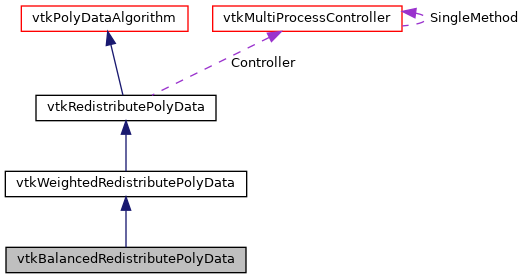 vtkPolyDataAlgorithm
vtkMultiProcessController
SingleMethod
Controller
vtkRedistributePolyData
vtkWeightedRedistributePolyData
vtkBalancedRedistributePolyData